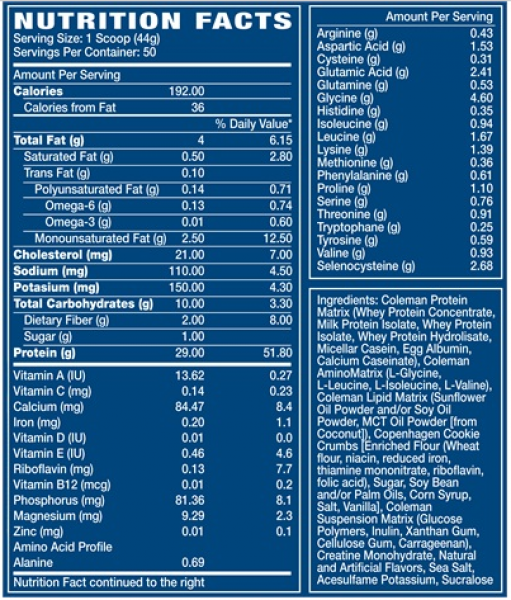 NUTRITION FACTS
Serving Size: 1 Scoop (44g)
Servings Per Container: 50
Amount Per Serving
Calories 192.00
Calories from Fat 36
% Daily Value*
Total Fat (g) 4 6.15
Saturated Fat (g) 0.50 2.80
Trans Fat (g) 0.10
Polyunsaturated Fat (g) 0.14 0.71
Omega-6 (g) 0.13 0.74
Omega-3 (g) 0.01 0.60
Monounsaturated Fat (g) 2.50 12.50
Cholesterol (mg) 21.00 7.00
Sodium (mg) 110.00 4.50
Potasium (mg) 150.00 4.30
Total Carbohydrates (g) 10.00 3.30
Dietary Fiber (g) 2.00 8.00
Sugar (g) 1.00
Protein (g) 29.00 51.80
Vitamin A (IU) 13.62 0.27
Vitamin C (mg) 0.14 0.23
Calcium (mg) 84.47 8.4
Iron (mg) 0.20 1.1
Vitamin D (IU) 0.01 0.0
Vitamin E (IU) 0.46 4.6
Riboflavin (mg) 0.13 7.7
Vitamin B12 (mcg) 0.01 0.2
Phosphorus (mg) 81.36 8.1
Magnesium (mg) 9.29 2.3
Zinc (mg) 0.01 0.1
Amino Acid Profile
Alanine 0.69
Nutrition Fact continued to the right
Amount Per Serving
Arginine (g) 0.43
Aspartic Acid (g) 1.53
Cysteine (g) 0.31
Glutamic Acid (g) 2.41
Glutamine (g) 0.53
Glycine (g) 4.60
Histidine (g) 0.35
Isoleucine (g) 0.94
Leucine (g) 1.67
Lysine (g) 1.39
Methionine (g) 0.36
Phenylalanine (g) 0.61
Proline (g) 1.10
Serine (g) 0.76
Threonine (g) 0.91
Tryptophane (g) 0.25
Tyrosine (g) 0.59
Valine (g) 0.93
Selenocysteine (g) 2.68
Ingredients: Coleman Protein
Matrix (Whey Protein Concentrate,
Milk Protein Isolate, Whey Protein
Isolate, Whey Protein Hydrolisate,
Micellar Casein, Egg Albumin,
Calcium Caseinate), Coleman
AminoMatrix (L-Glycine,
L-Leucine, L-Isoleucine, L-Valine),
Coleman Lipid Matrix (Sunflower
Oil Powder and/or Soy Oil
Powder, MCT Oil Powder [from
Coconut]), Copenhagen Cookie
Crumbs [Enriched Flour (Wheat
flour, niacin, reduced iron,
thiamine mononitrate, riboflavin,
folic acid), Sugar, Soy Bean
and/or Palm Oils, Corn Syrup,
Salt, Vanilla], Coleman
Suspension Matrix (Glucose
Polymers, Inulin, Xanthan Gum,
Cellulose Gum, Carrageenan),
Creatine Monohydrate, Natural
and Artificial Flavors, Sea Salt,
Acesulfame Potassium, Sucralose